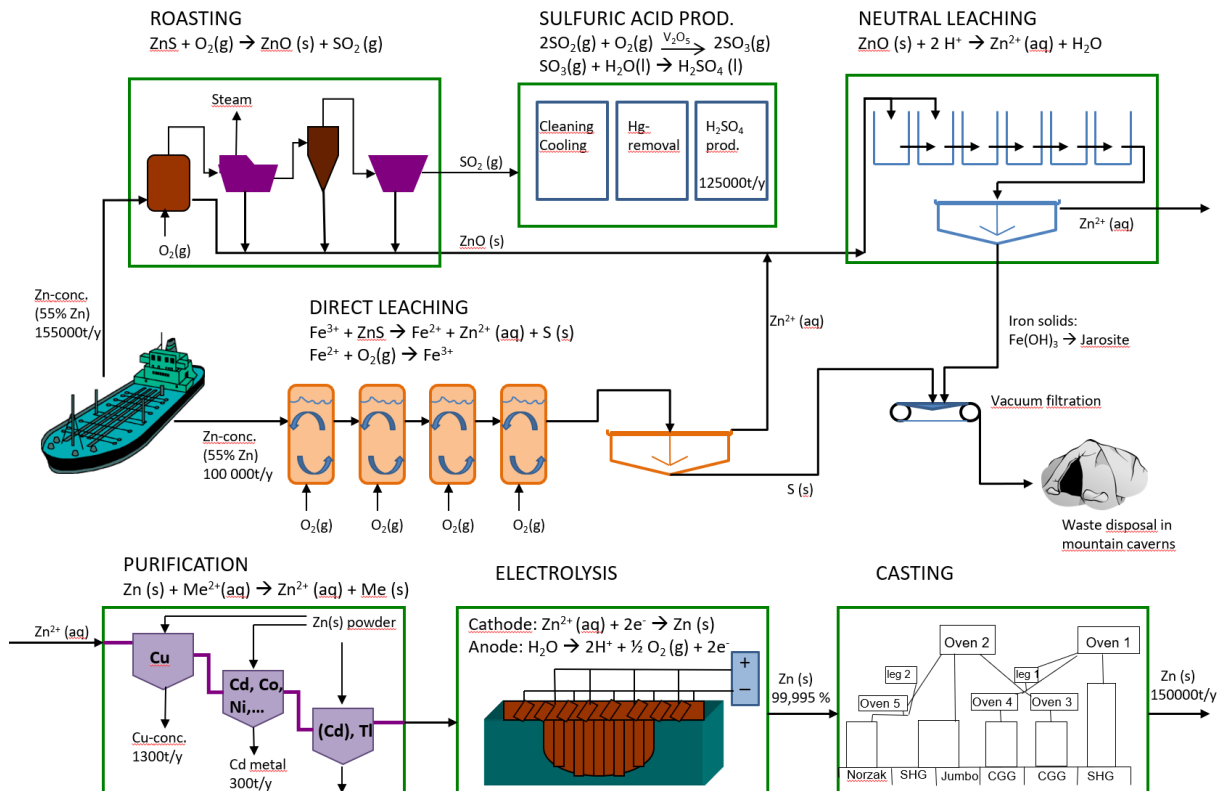 ROASTING
ZnS + O₂(g) → ZnO (s) + SO₂ (g)
SULFURIC ACID PROD.
2SO₂(g) + O₂(g) V₂O₅→ 2SO₃(g)
SO₃(g) + H₂O(l) → H₂SO₄ (l)
NEUTRAL LEACHING
ZnO (s) + 2 H⁺ → Zn²⁺ (aq) + H₂O
Steam
O₂(g)
SO₂ (g)
ZnO (s)
Cleaning
Cooling
Hg-
removal
H₂SO₄
prod.
125000t/y
Zn²⁺ (aq)
Zn-conc.
(55% Zn)
155000t/y
DIRECT LEACHING
Fe³⁺ + ZnS → Fe²⁺ + Zn²⁺ (aq) + S (s)
Fe²⁺ + O₂(g) → Fe³⁺
Zn²⁺ (aq)
Iron solids:
Fe(OH)₃ → Jarosite
Vacuum filtration
Zn-conc.
(55% Zn)
100 000t/y
O₂(g)
O₂(g)
O₂(g)
O₂(g)
S (s)
Waste disposal in
mountain caverns
PURIFICATION
Zn (s) + Me²⁺(aq) → Zn²⁺ (aq) + Me (s)
Zn²⁺ (aq)
Zn(s) powder
Cu
Cd, Co,
Ni,...
(Cd), Tl
Cu-conc.
1300t/y
Cd metal
300t/y
ELECTROLYSIS
Cathode: Zn²⁺ (aq) + 2e⁻ → Zn (s)
Anode: H₂O → 2H⁺ + ½ O₂ (g) + 2e⁻
+
−
Zn (s)
99,995 %
CASTING
Oven 2
Oven 1
leg 2
leg 1
Oven 5
Oven 4
Oven 3
Norzak
SHG
Jumbo
CGG
CGG
SHG
Zn (s)
150000t/y